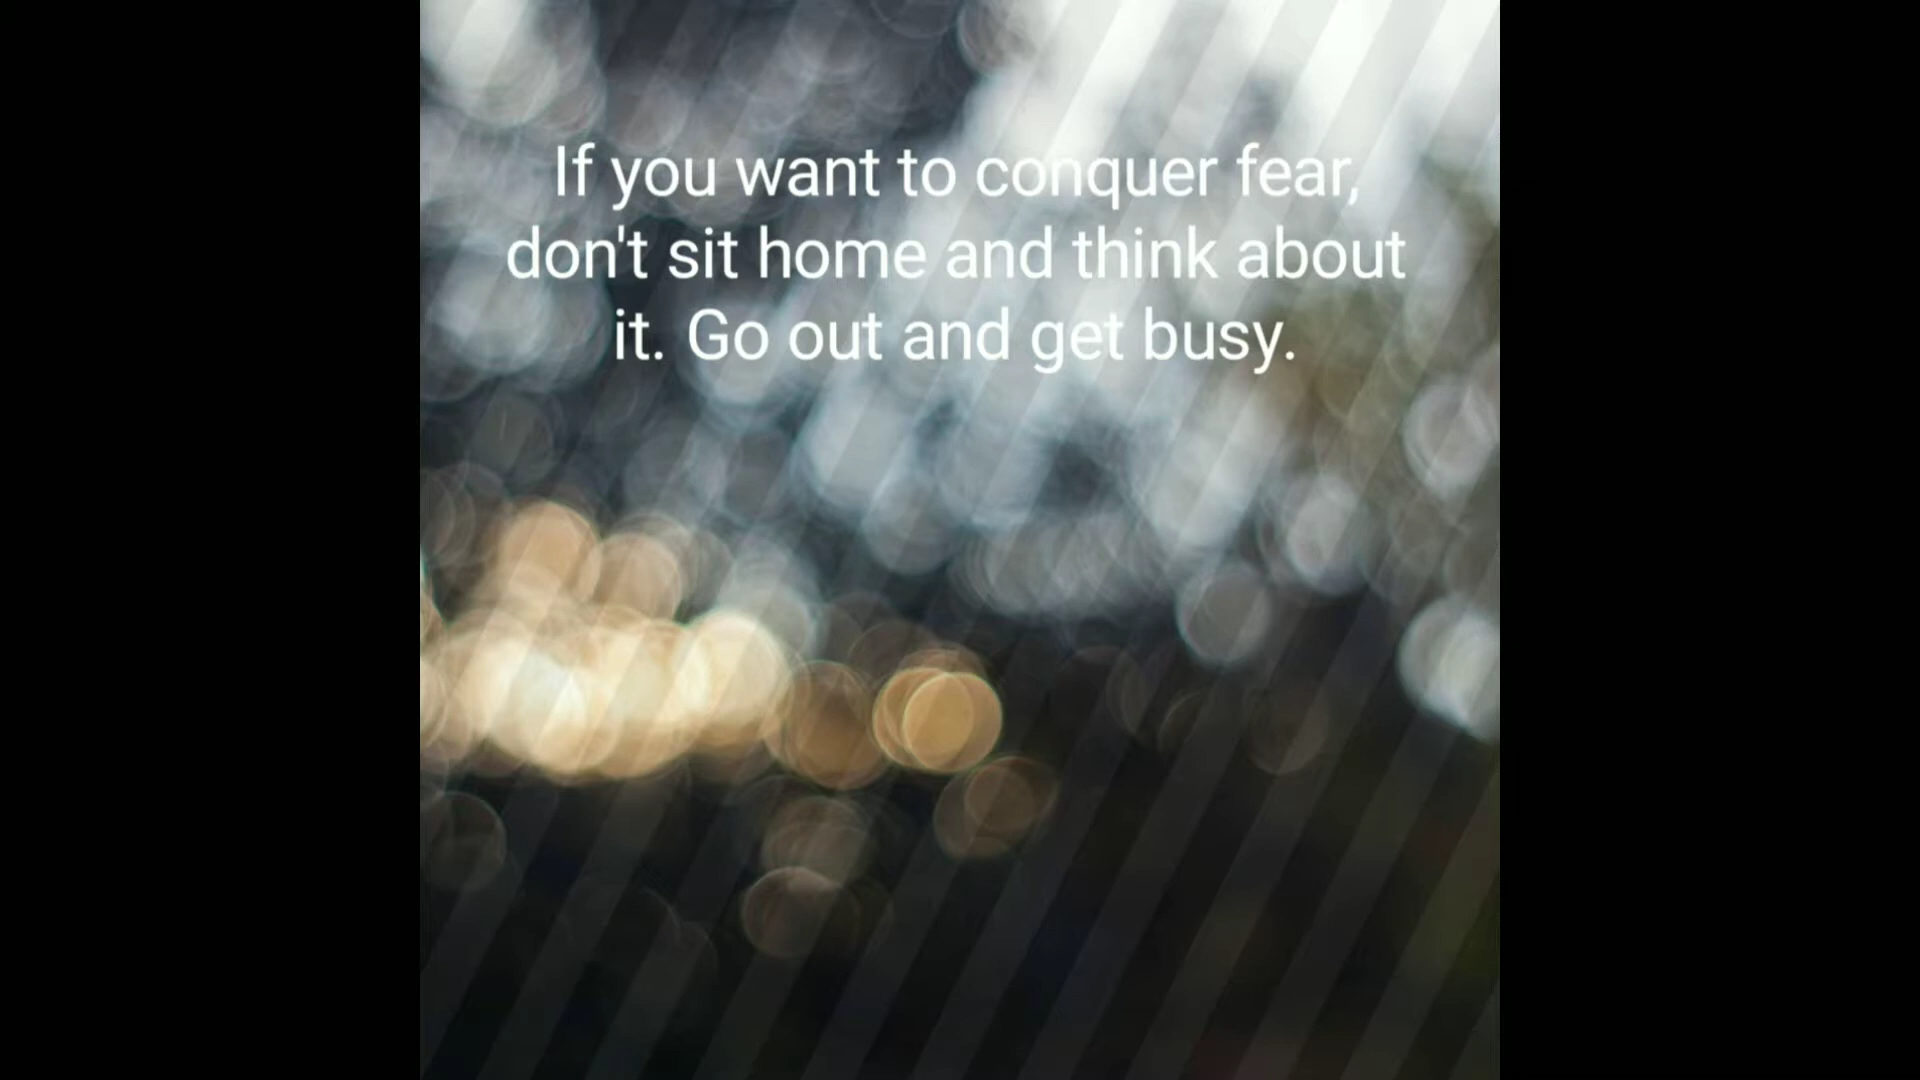 If you want to conquer fear,
don't sit home and think about
it. Go out and get busy.